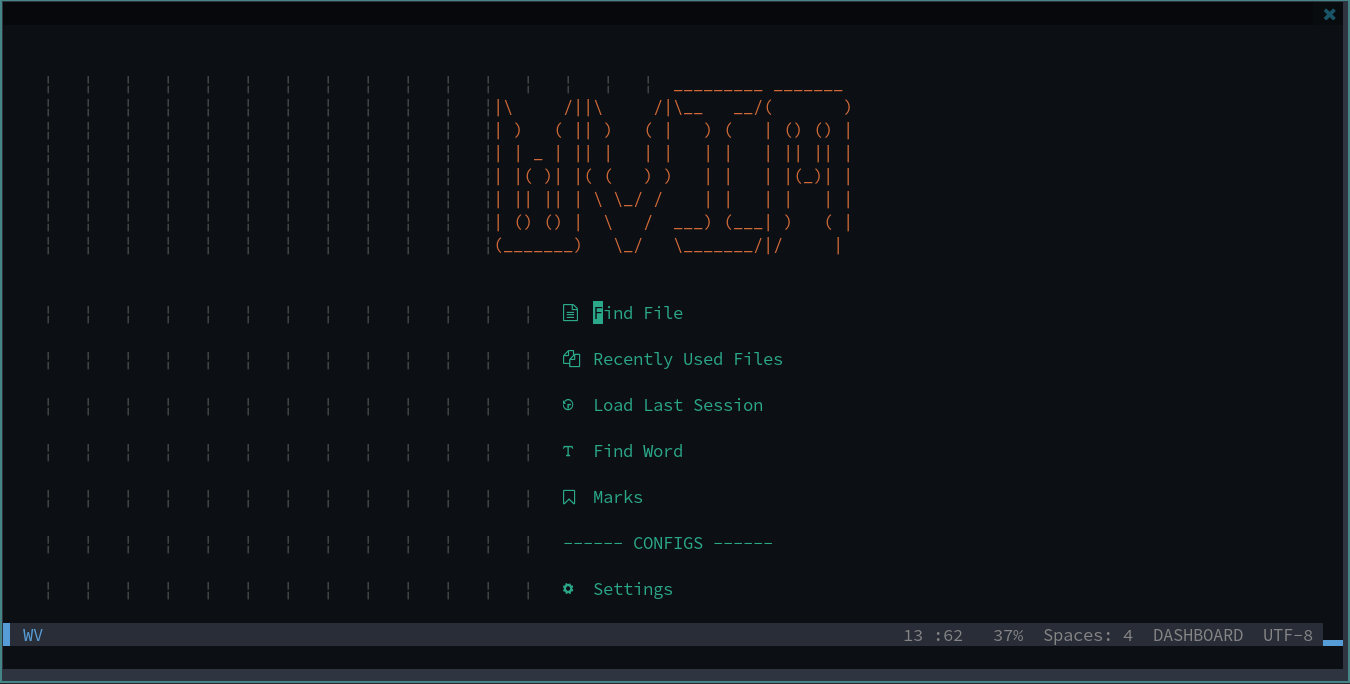 WVIM
Find File
Recently Used Files
Load Last Session
Find Word
Marks
------ CONFIGS ------
Settings
WV 13 :62 37% Spaces: 4 DASHBOARD UTF-8